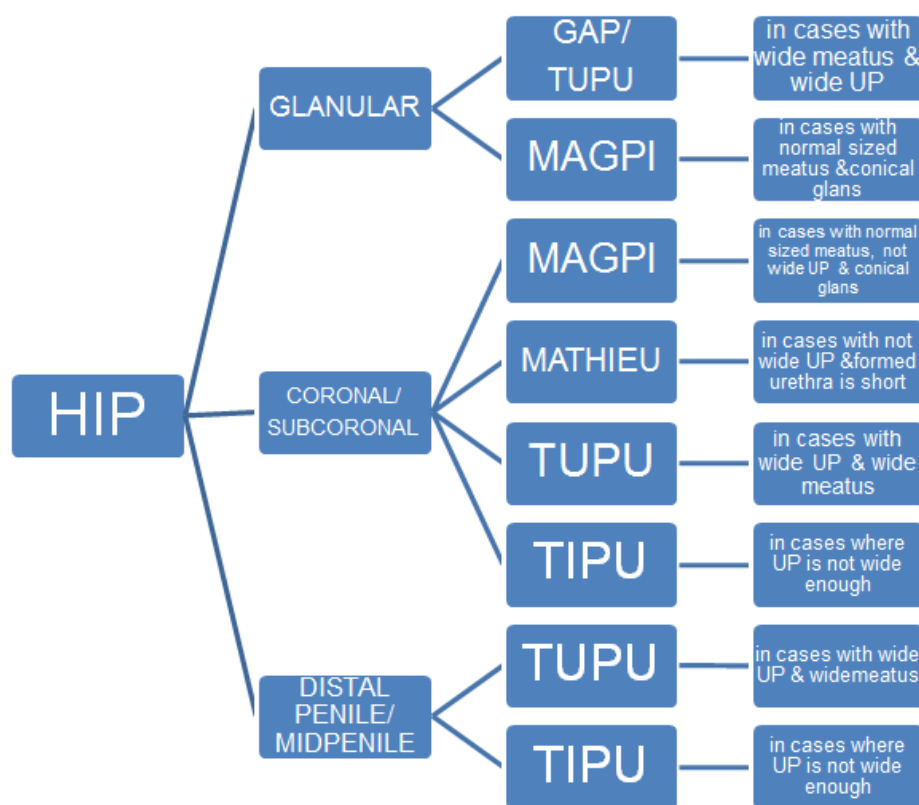 HIP
GLANULAR
GAP/
TUPU
in cases with
wide meatus &
wide UP
MAGPI
in cases with
normal sized
meatus &conical
glans
CORONAL/
SUBCORONAL
MAGPI
in cases with normal
sized meatus, not
wide UP & conical
glans
MATHIEU
in cases with not
wide UP &formed
urethra is short
TUPU
in cases with
wide UP & wide
meatus
TIPU
in cases where
UP is not wide
enough
DISTAL
PENILE/
MIDPENILE
TUPU
in cases with wide
UP & widemeatus
TIPU
in cases where
UP is not wide
enough